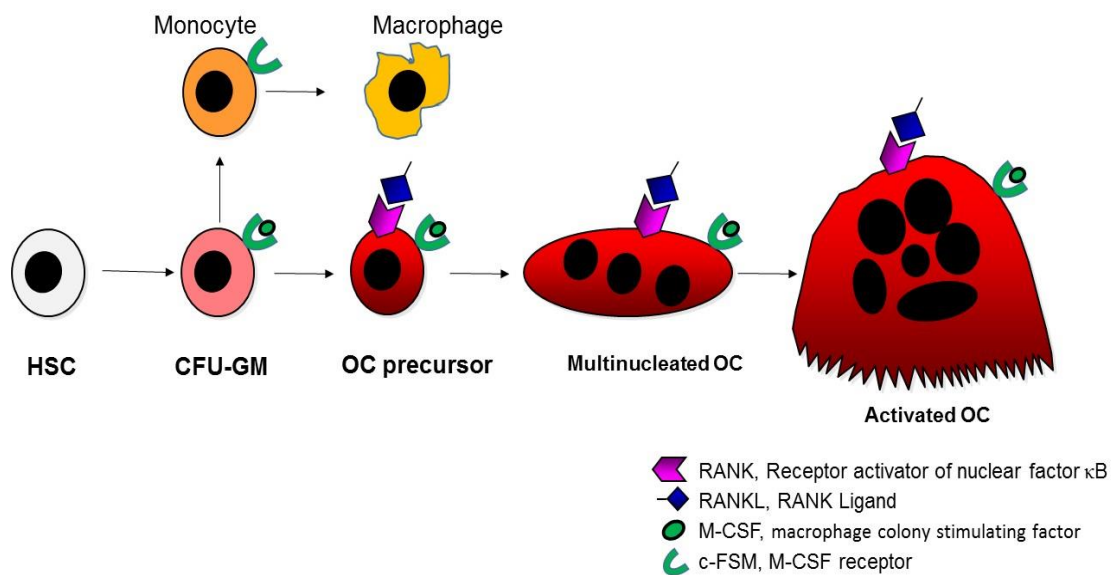 Monocyte
Macrophage
HSC
CFU-GM
OC precursor
Multinucleated OC
Activated OC
RANK, Receptor activator of nuclear factor κB
RANKL, RANK Ligand
M-CSF, macrophage colony stimulating factor
c-FSM, M-CSF receptor